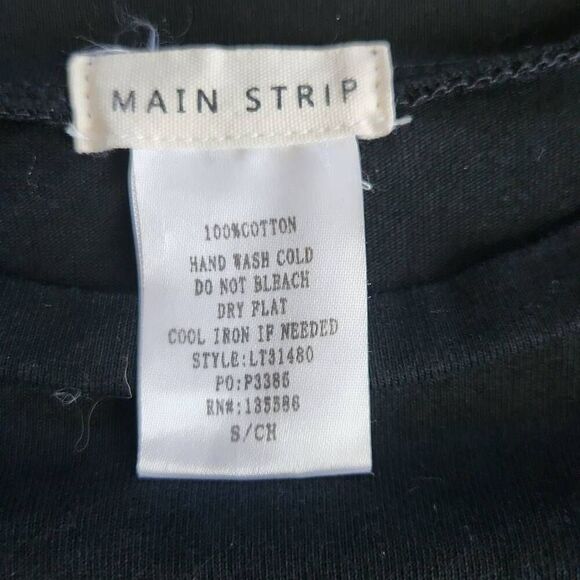 MAIN STRIP
100%COTTON
HAND WASH COLD
DO NOT BLEACH
DRY FLAT
COOL IRON IF NEEDED
STYLE:LT31480
PO:P3386
RN#:135586
S/CH